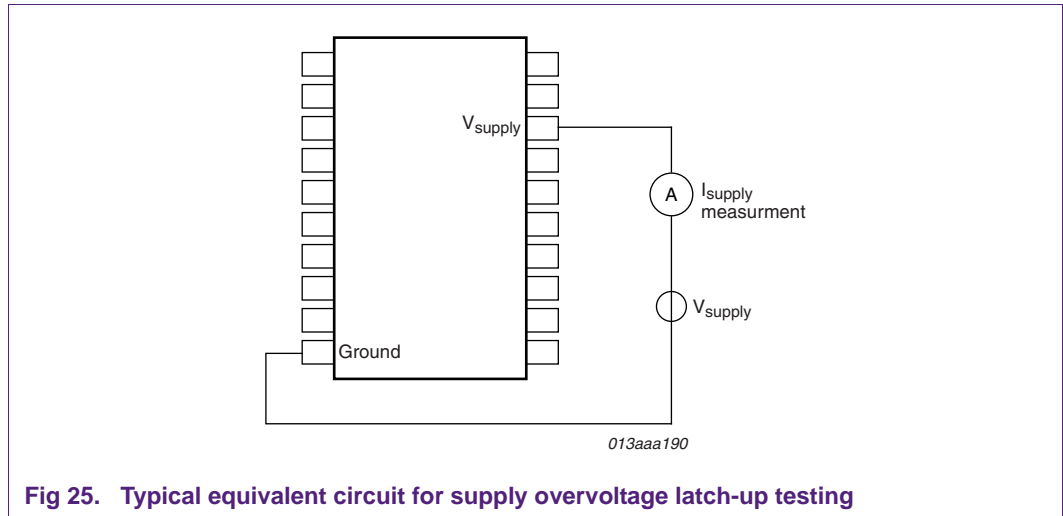 Vsupply
A
Isupply
measurment
Vsupply
Ground
013aaa190
Fig 25. Typical equivalent circuit for supply overvoltage latch-up testing